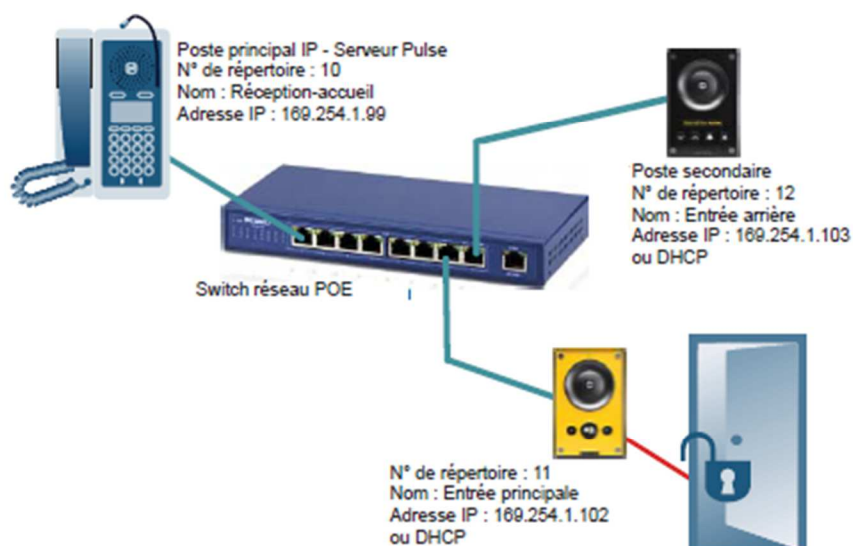 Poste principal IP - Serveur Pulse
N° de répertoire : 10
Nom : Réception-accueil
Adresse IP : 169.254.1.99
Poste secondaire
N° de répertoire : 12
Nom : Entrée arrière
Adresse IP : 169.254.1.103
ou DHCP
Switch réseau POE
N° de répertoire : 11
Nom : Entrée principale
Adresse IP : 169.254.1.102
ou DHCP